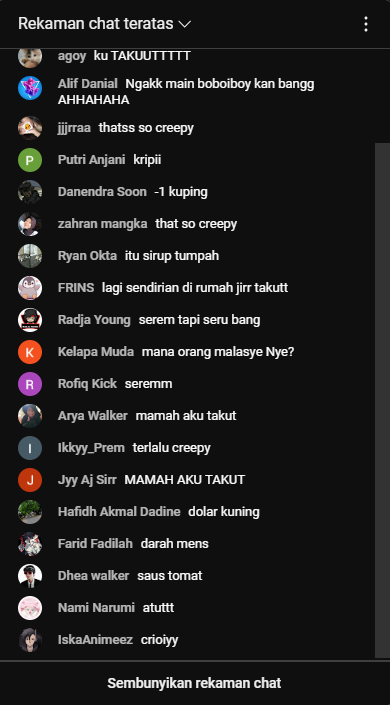 Rekaman chat teratas
agoy ku TAKUUTTTTT
Alif Danial Ngakk main boboiboy kan bangg
AHHAHAHA
jjjrraa thatss so creepy
P Putri Anjani kripii
Danendra Soon -1 kuping
zahran mangka that so creepy
Ryan Okta itu sirup tumpah
FRINS lagi sendirian di rumah jirr takutt
Radja Young serem tapi seru bang
K Kelapa Muda mana orang malasye Nye?
R Rofiq Kick seremm
Arya Walker mamah aku takut
I Ikkyy_Prem terlalu creepy
J Jyy Aj Sirr MAMAH AKU TAKUT
Hafidh Akmal Dadine dolar kuning
Farid Fadilah darah mens
Dhea walker saus tomat
Nami Narumi atuttt
IskaAnimeez crioiyy
Sembunyikan rekaman chat